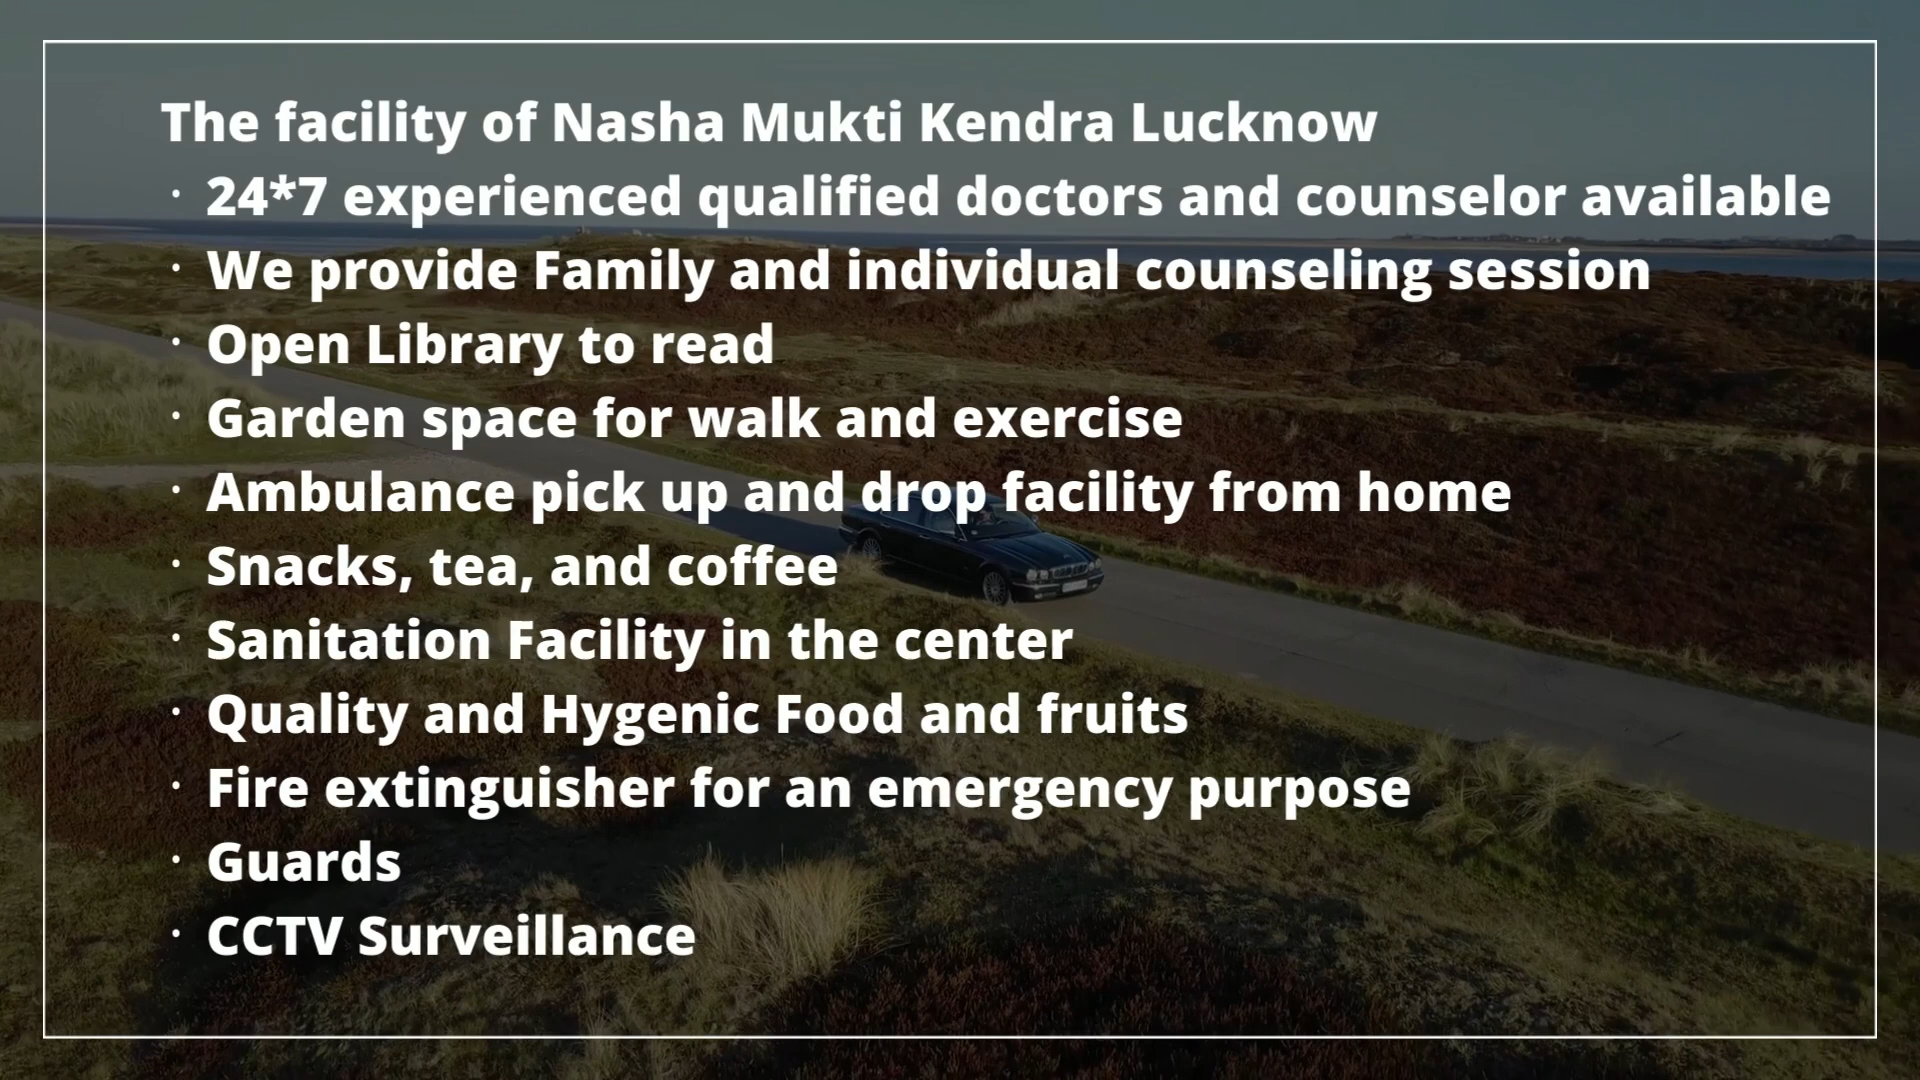 The facility of Nasha Mukti Kendra Lucknow
· 24*7 experienced qualified doctors and counselor available
· We provide Family and individual counseling session
· Open Library to read
· Garden space for walk and exercise
· Ambulance pick up and drop facility from home
· Snacks, tea, and coffee
· Sanitation Facility in the center
· Quality and Hygenic Food and fruits
· Fire extinguisher for an emergency purpose
· Guards
· CCTV Surveillance